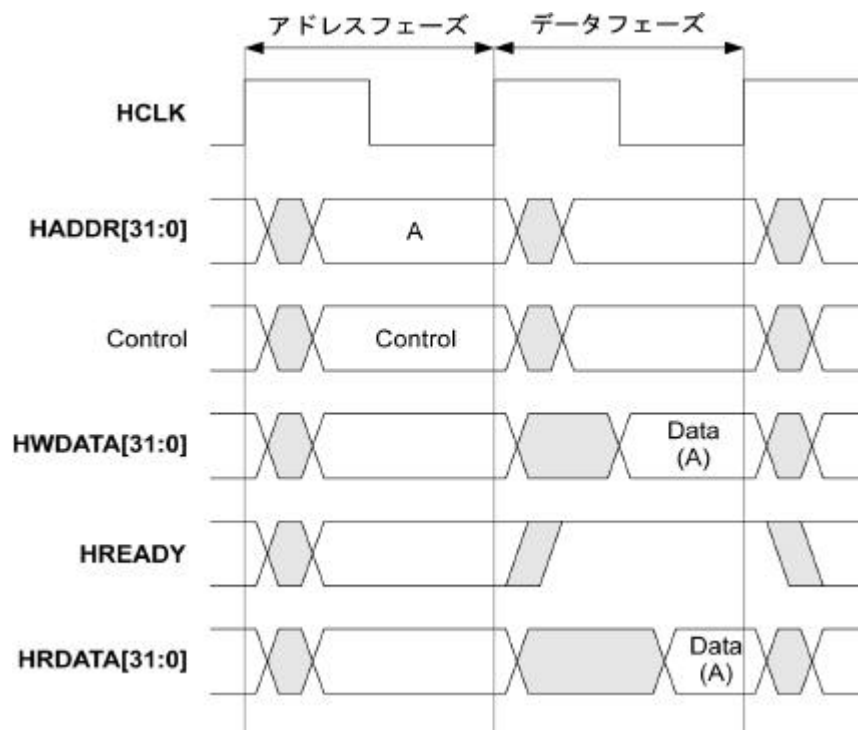 アドレスフェーズ データフェーズ
HCLK
HADDR[31:0] A
Control Control
HWDATA[31:0] Data
(A)
HREADY
HRDATA[31:0] Data
(A)